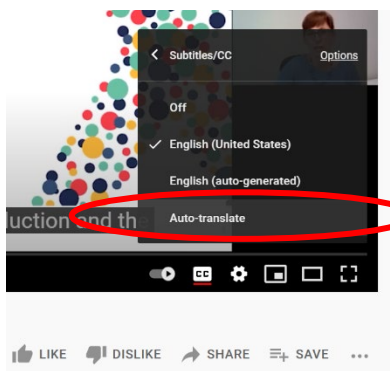 Subtitles/CC Options
Off
English (United States)
English (auto-generated)
Auto-translate
duction and the
CC
LIKE DISLIKE SHARE SAVE